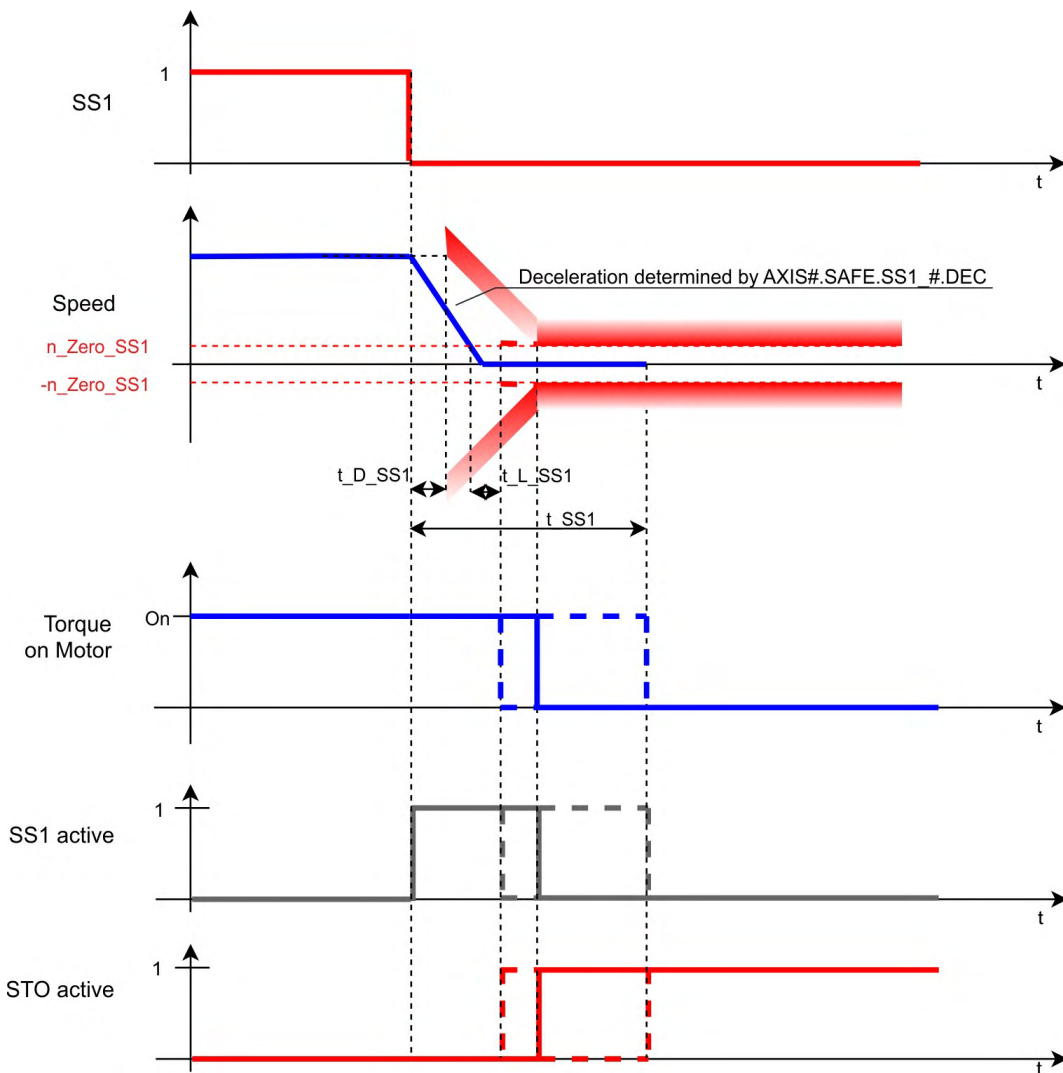 1
SS1
t
Deceleration determined by AXIS#.SAFE.SS1_#.DEC
Speed
n_Zero_SS1
-n_Zero_SS1
t
t_D_SS1
t_L_SS1
t_SS1
On
Torque
on Motor
t
1
SS1 active
t
1
STO active
t